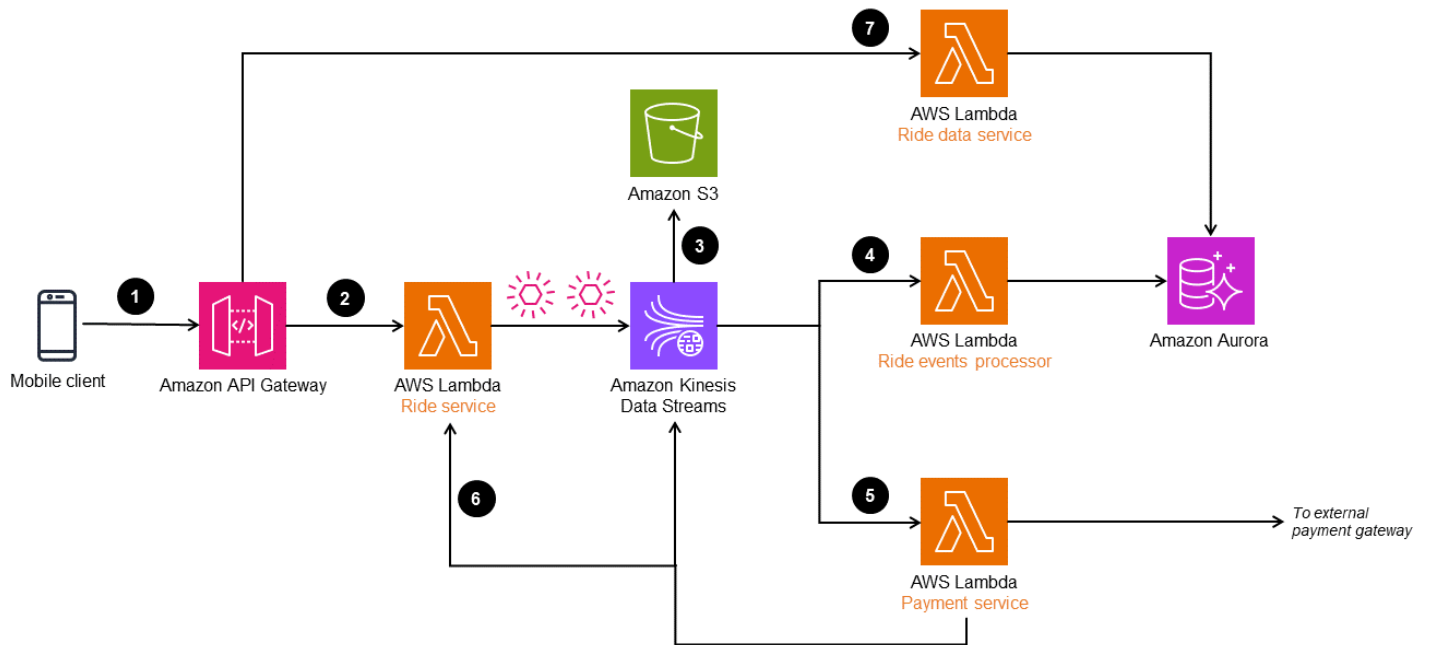 7
AWS Lambda
Ride data service
Amazon S3
3
4
1
2
</>
Mobile client
Amazon API Gateway
AWS Lambda
Ride service
Amazon Kinesis
Data Streams
AWS Lambda
Ride events processor
Amazon Aurora
6
5
To external
payment gateway
AWS Lambda
Payment service